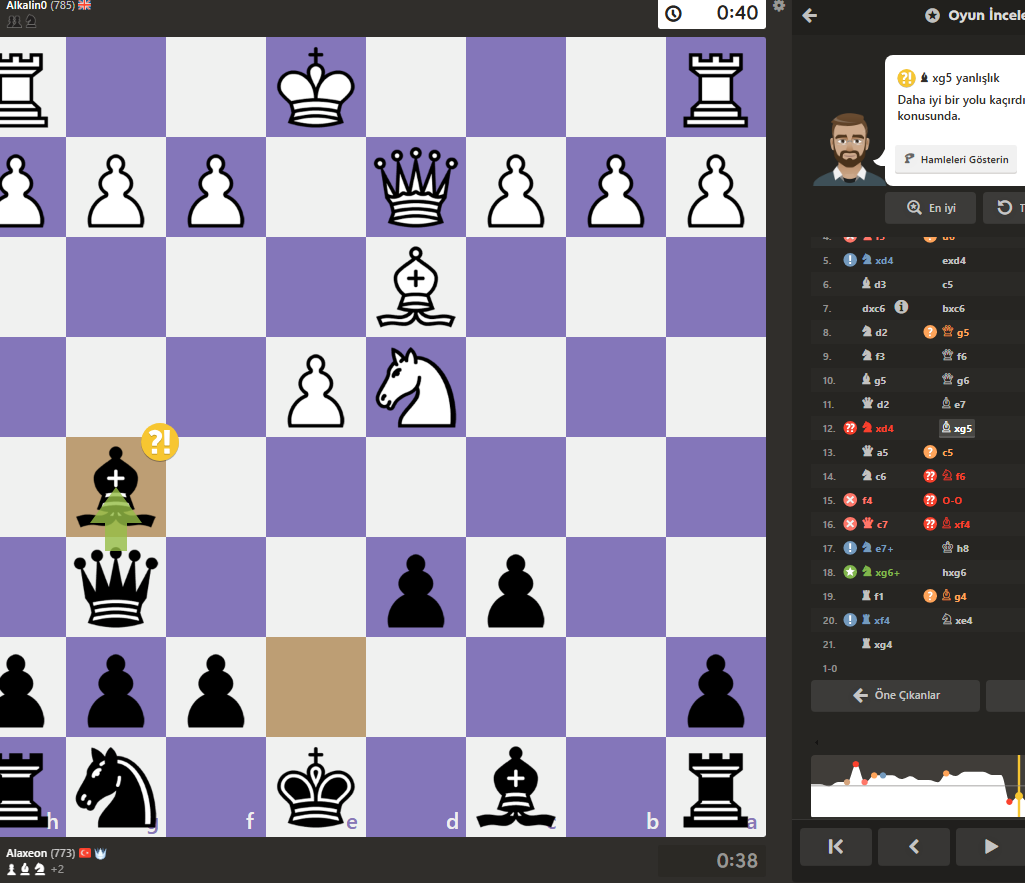 Alkalin0 (785)
0:40
Oyun İncele
?! xg5 yanlışlık
Daha iyi bir yolu kaçırdı
konusunda.
Hamleleri Gösterin
En iyi
5. ! xd4 exd4
6. d3 c5
7. dxc6 bxc6
8. d2 ? g5
9. f3 f6
10. g5 g6
11. d2 e7
12. ?? xd4 xg5
13. a5 ? c5
14. c6 ?? f6
15. f4 ?? O-O
16. c7 ?? xf4
17. ! e7+ h8
18. xg6+ hxg6
19. f1 ? g4
20. ! xf4 xe4
21. xg4
1-0
Öne Çıkanlar
?!
h g f e d c b a
Alaxeon (773)
+2
0:38